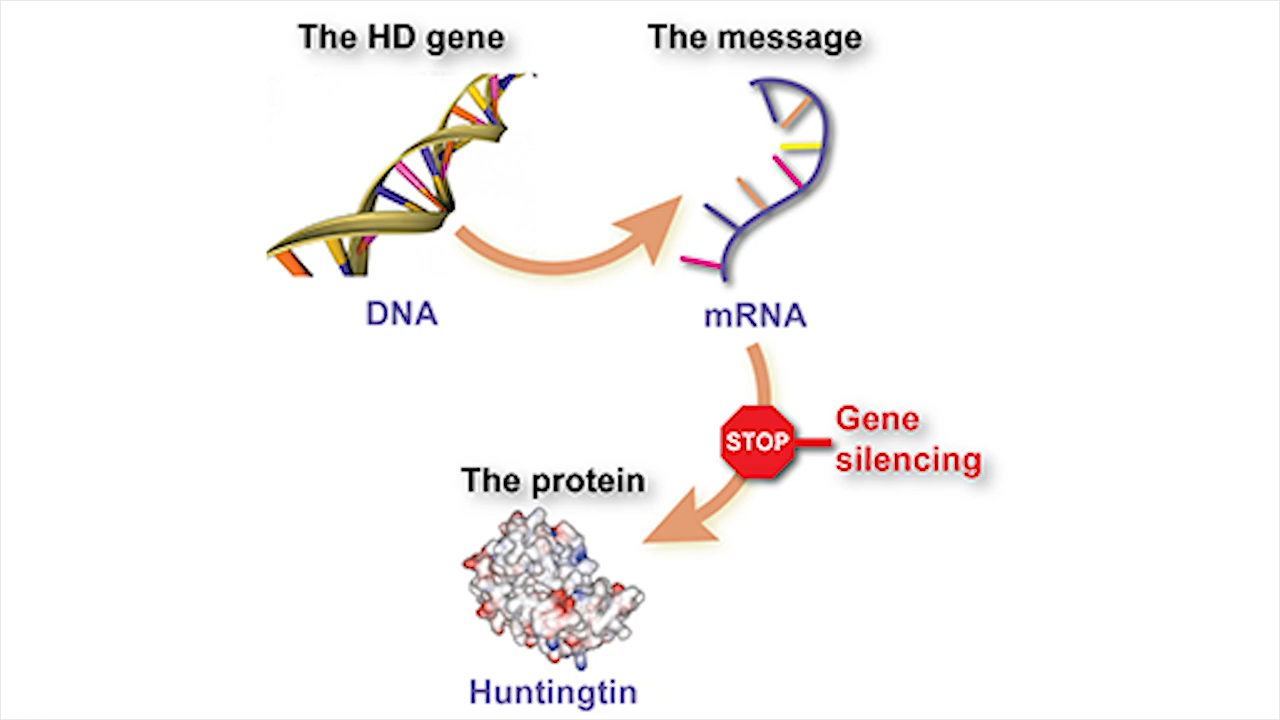 The HD gene
The message
DNA
mRNA
STOP
Gene
silencing
The protein
Huntingtin